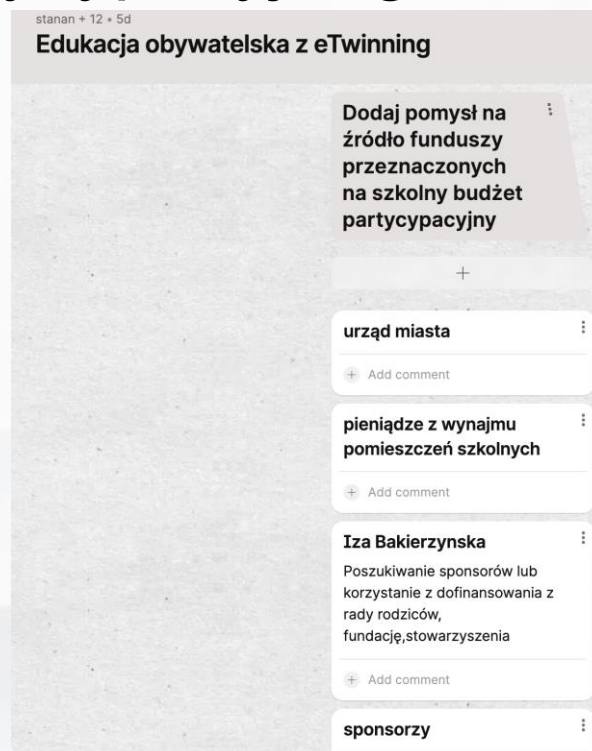 stanan + 12 • 5d
Edukacja obywatelska z eTwinning
Dodaj pomysł na
źródło funduszy
przeznaczonych
na szkolny budżet
partycypacyjny
urząd miasta
Add comment
pieniądze z wynajmu
pomieszczeń szkolnych
Add comment
Iza Bakierzynska
Poszukiwanie sponsorów lub
korzystanie z dofinansowania z
rady rodziców,
fundację,stowarzyszenia
Add comment
sponsorzy